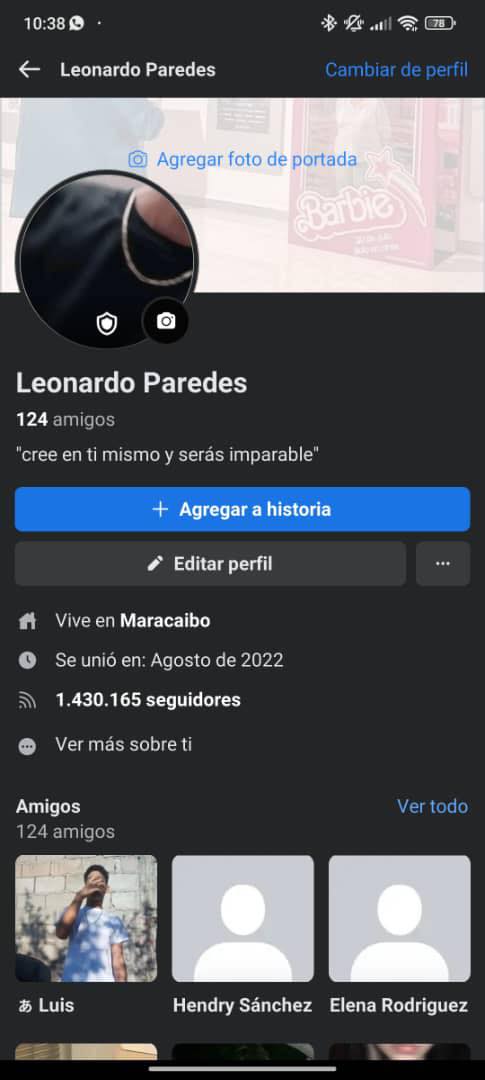 10:38
78
Leonardo Paredes
Cambiar de perfil
Agregar foto de portada
Barbie
Leonardo Paredes
124 amigos
"cree en ti mismo y serás imparable"
Agregar a historia
Editar perfil
Vive en Maracaibo
Se unió en: Agosto de 2022
1.430.165 seguidores
Ver más sobre ti
Amigos
Ver todo
124 amigos
あ Luis
Hendry Sánchez
Elena Rodriguez